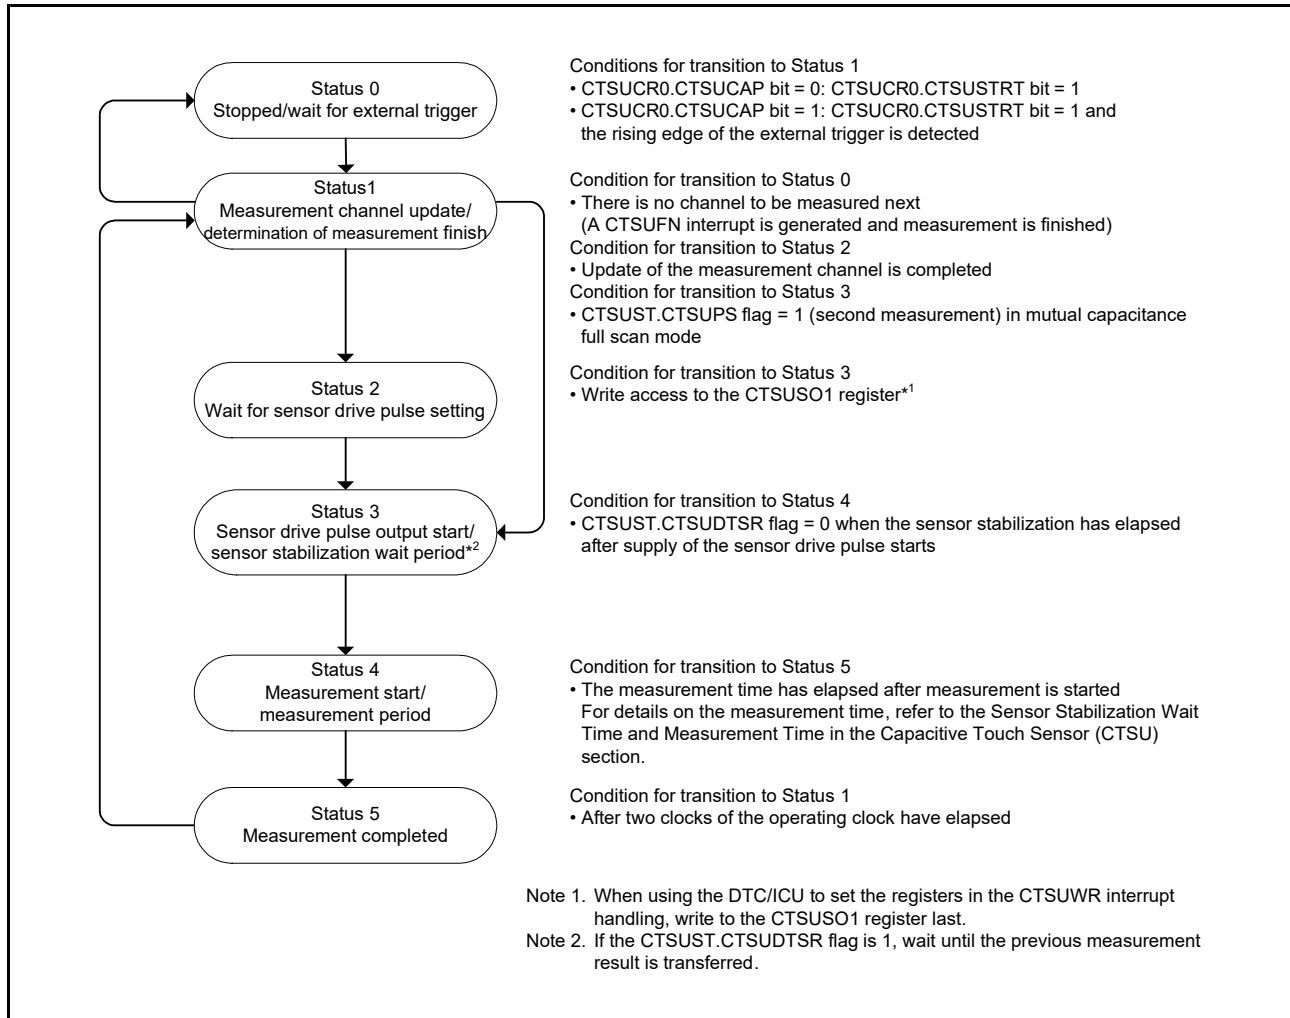 Status 0
Stopped/wait for external trigger
Conditions for transition to Status 1
• CTSUCR0.CTSUCAP bit = 0: CTSUCR0.CTSUSTRT bit = 1
• CTSUCR0.CTSUCAP bit = 1: CTSUCR0.CTSUSTRT bit = 1 and
the rising edge of the external trigger is detected
Status1
Measurement channel update/
determination of measurement finish
Condition for transition to Status 0
• There is no channel to be measured next
(A CTSUFN interrupt is generated and measurement is finished)
Condition for transition to Status 2
• Update of the measurement channel is completed
Condition for transition to Status 3
• CTSUST.CTSUPS flag = 1 (second measurement) in mutual capacitance
full scan mode
Status 2
Wait for sensor drive pulse setting
Condition for transition to Status 3
• Write access to the CTSUSO1 register*1
Status 3
Sensor drive pulse output start/
sensor stabilization wait period*2
Condition for transition to Status 4
• CTSUST.CTSUDTSR flag = 0 when the sensor stabilization has elapsed
after supply of the sensor drive pulse starts
Status 4
Measurement start/
measurement period
Condition for transition to Status 5
• The measurement time has elapsed after measurement is started
For details on the measurement time, refer to the Sensor Stabilization Wait
Time and Measurement Time in the Capacitive Touch Sensor (CTSU)
section.
Status 5
Measurement completed
Condition for transition to Status 1
• After two clocks of the operating clock have elapsed
Note 1. When using the DTC/ICU to set the registers in the CTSUWR interrupt
handling, write to the CTSUSO1 register last.
Note 2. If the CTSUST.CTSUDTSR flag is 1, wait until the previous measurement
result is transferred.